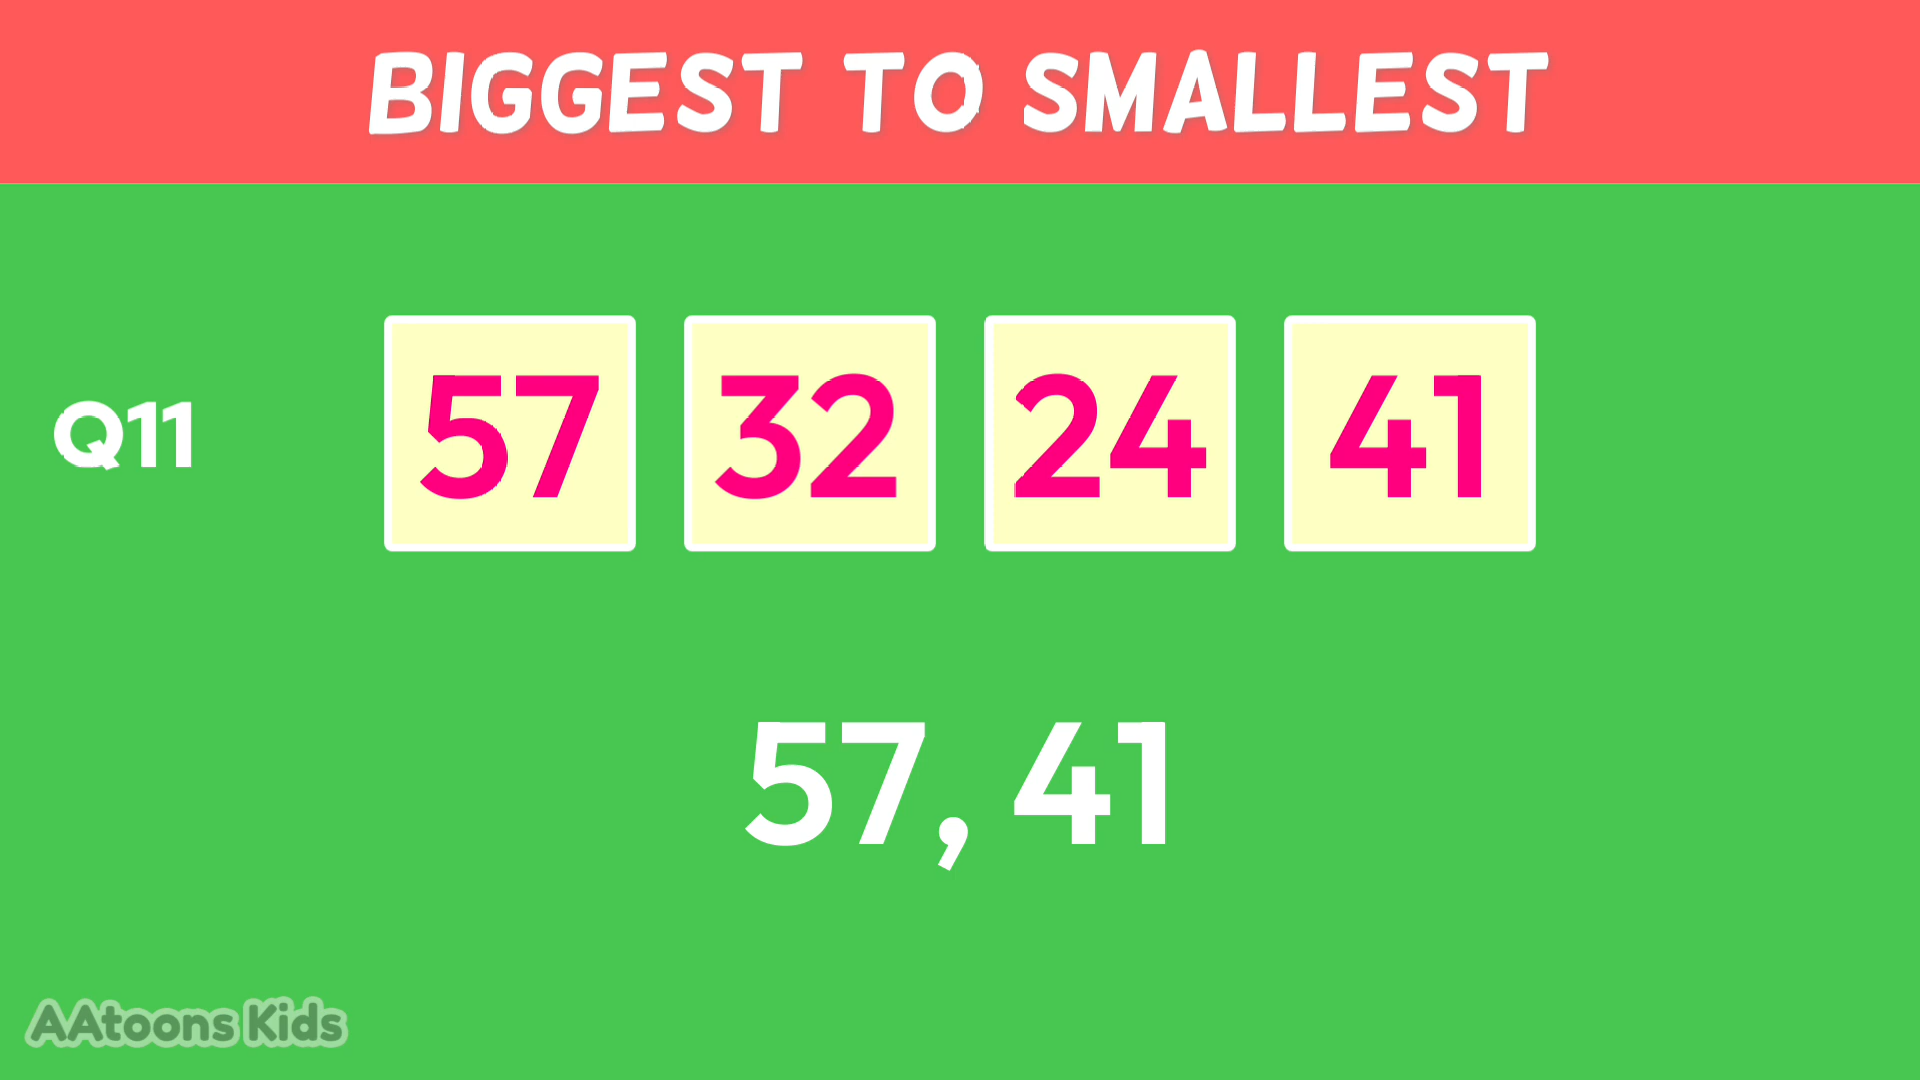 BIGGEST TO SMALLEST
Q11 57 32 24 41
57, 41
AAtoons Kids